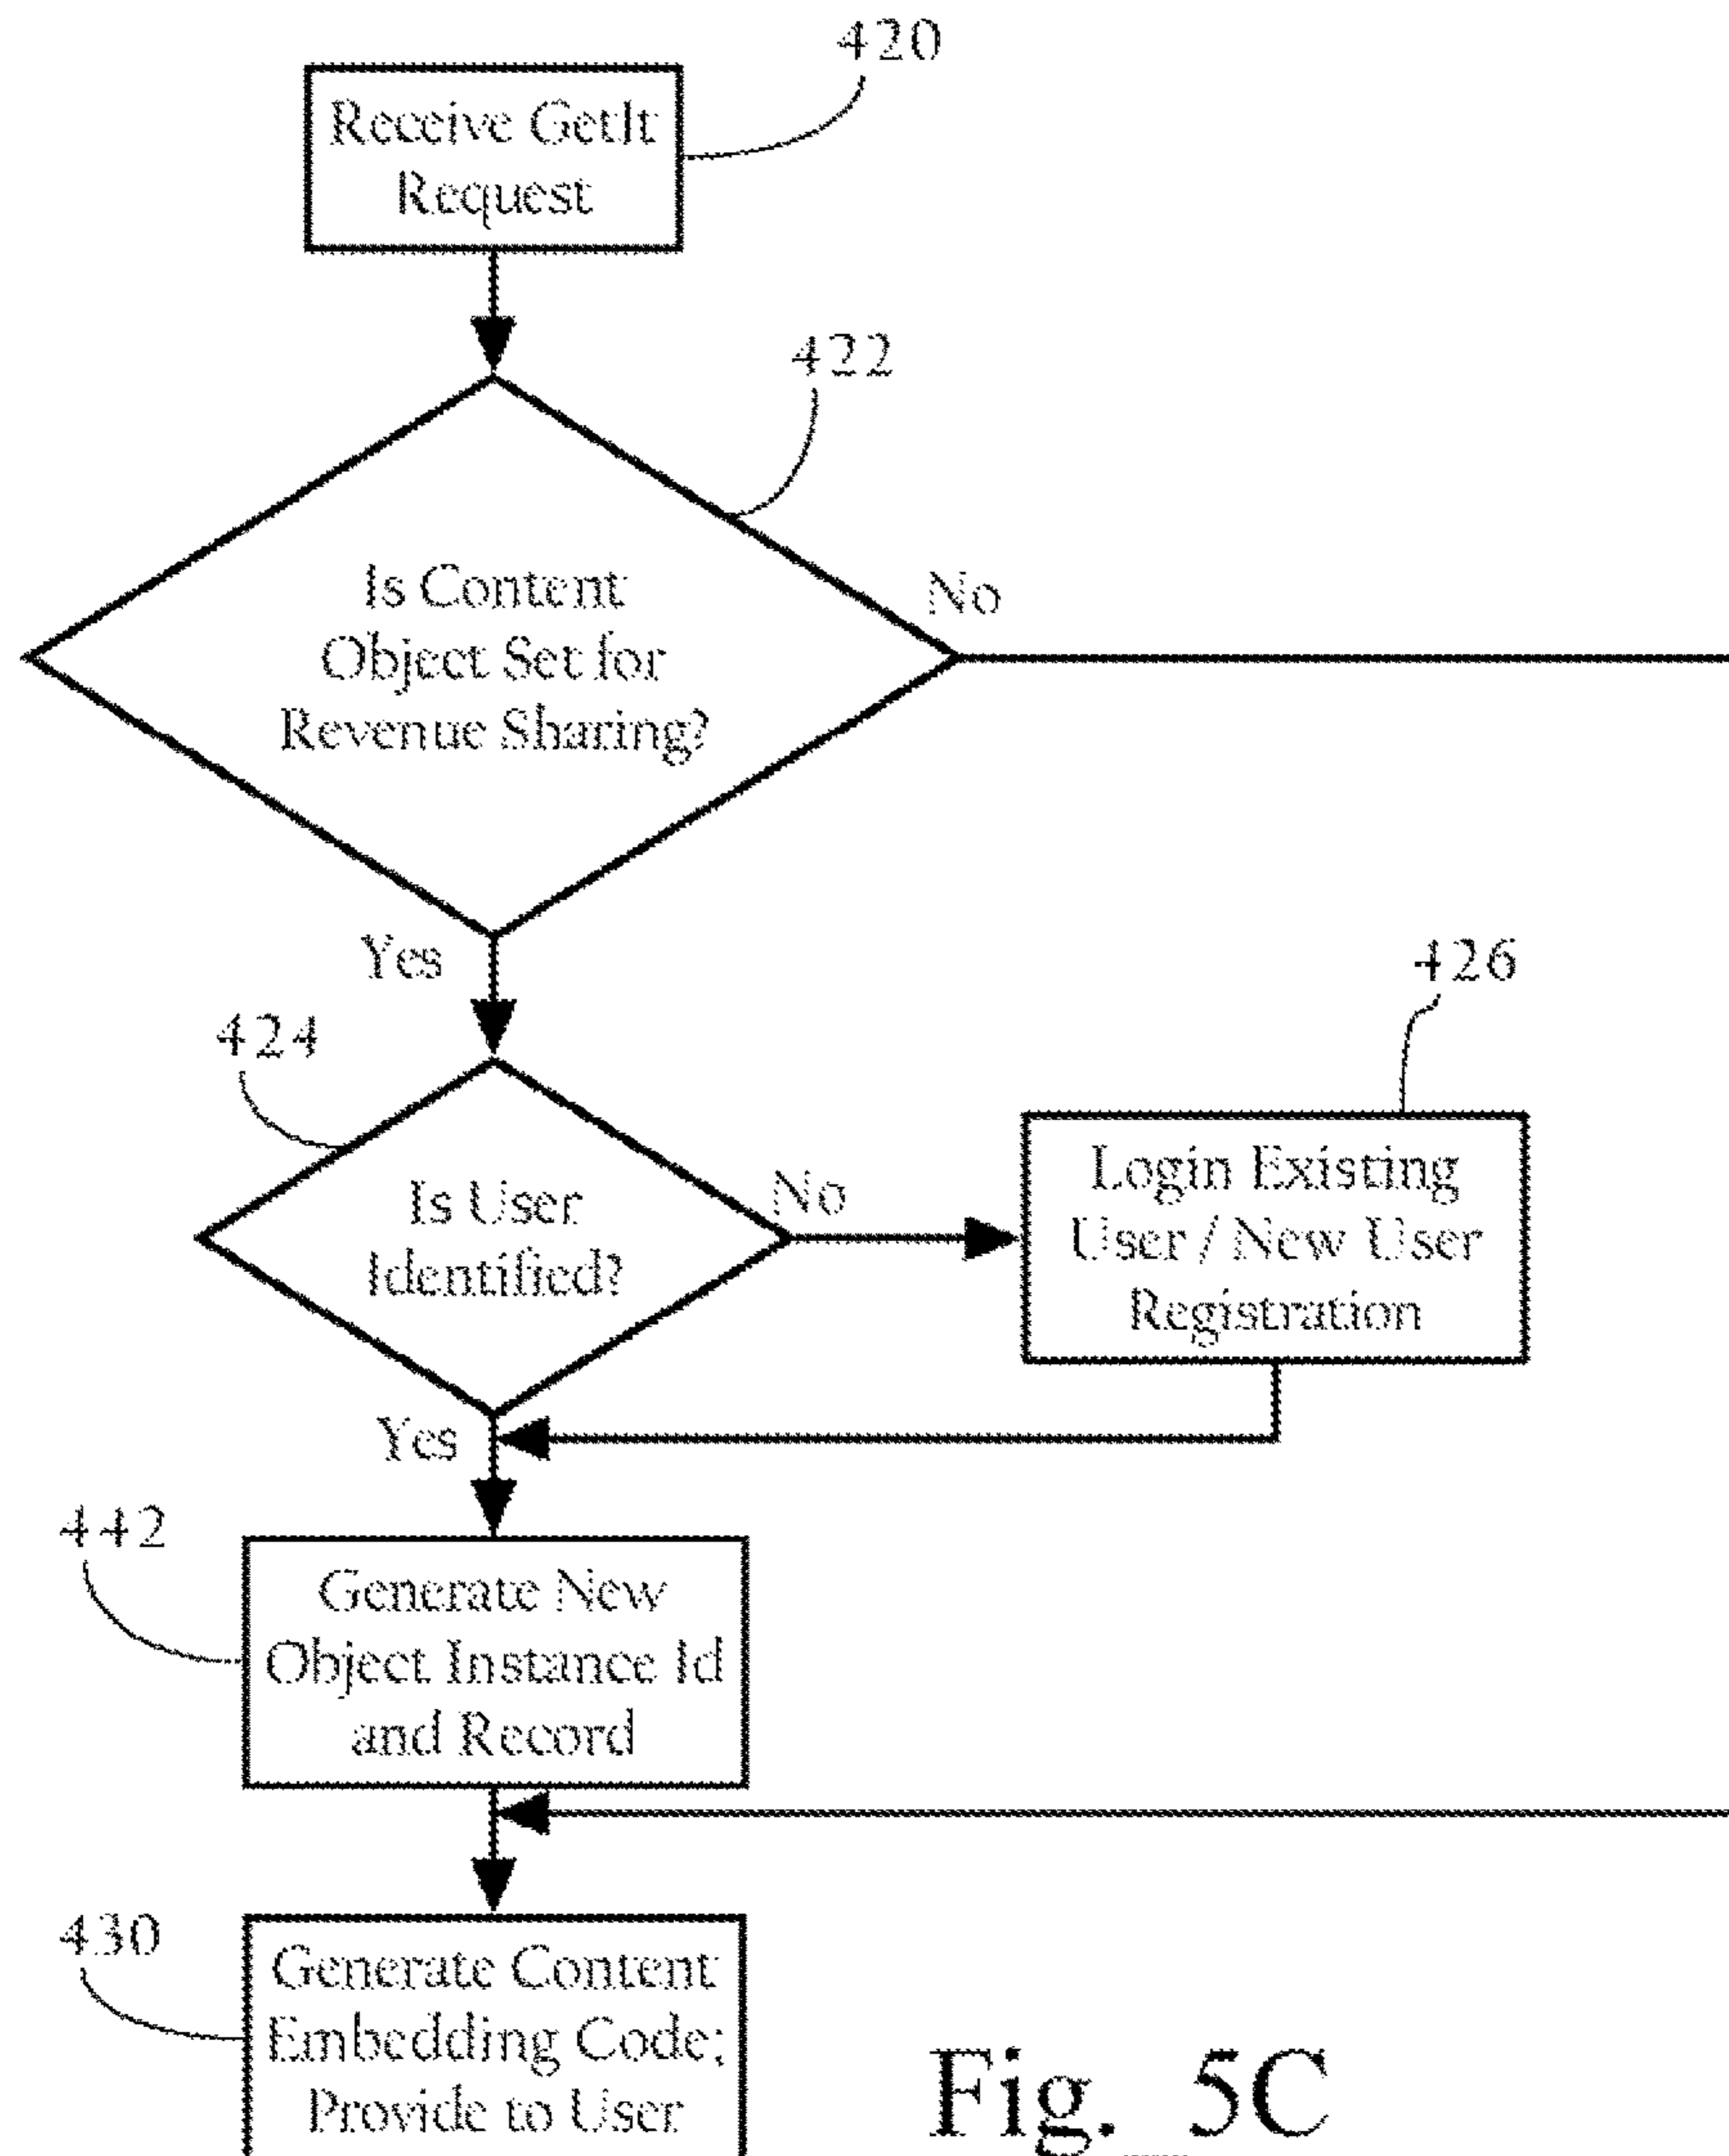 420
Receive GetIt
Request
422
Is Content
Object Set for
Revenue Sharing?
No
Yes
424
426
Is User
Identified?
No
Login Existing
User / New User
Registration
Yes
442
Generate New
Object Instance Id
and Record
430
Generate Content
Embedding Code;
Provide to User
Fig._5C